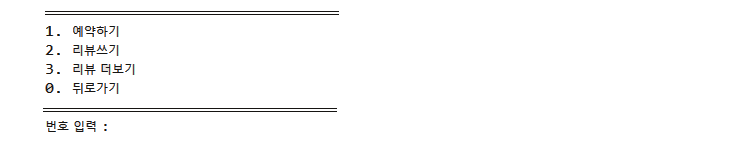 1. 예약하기
2. 리뷰쓰기
3. 리뷰 더보기
0. 뒤로가기
번호 입력 :